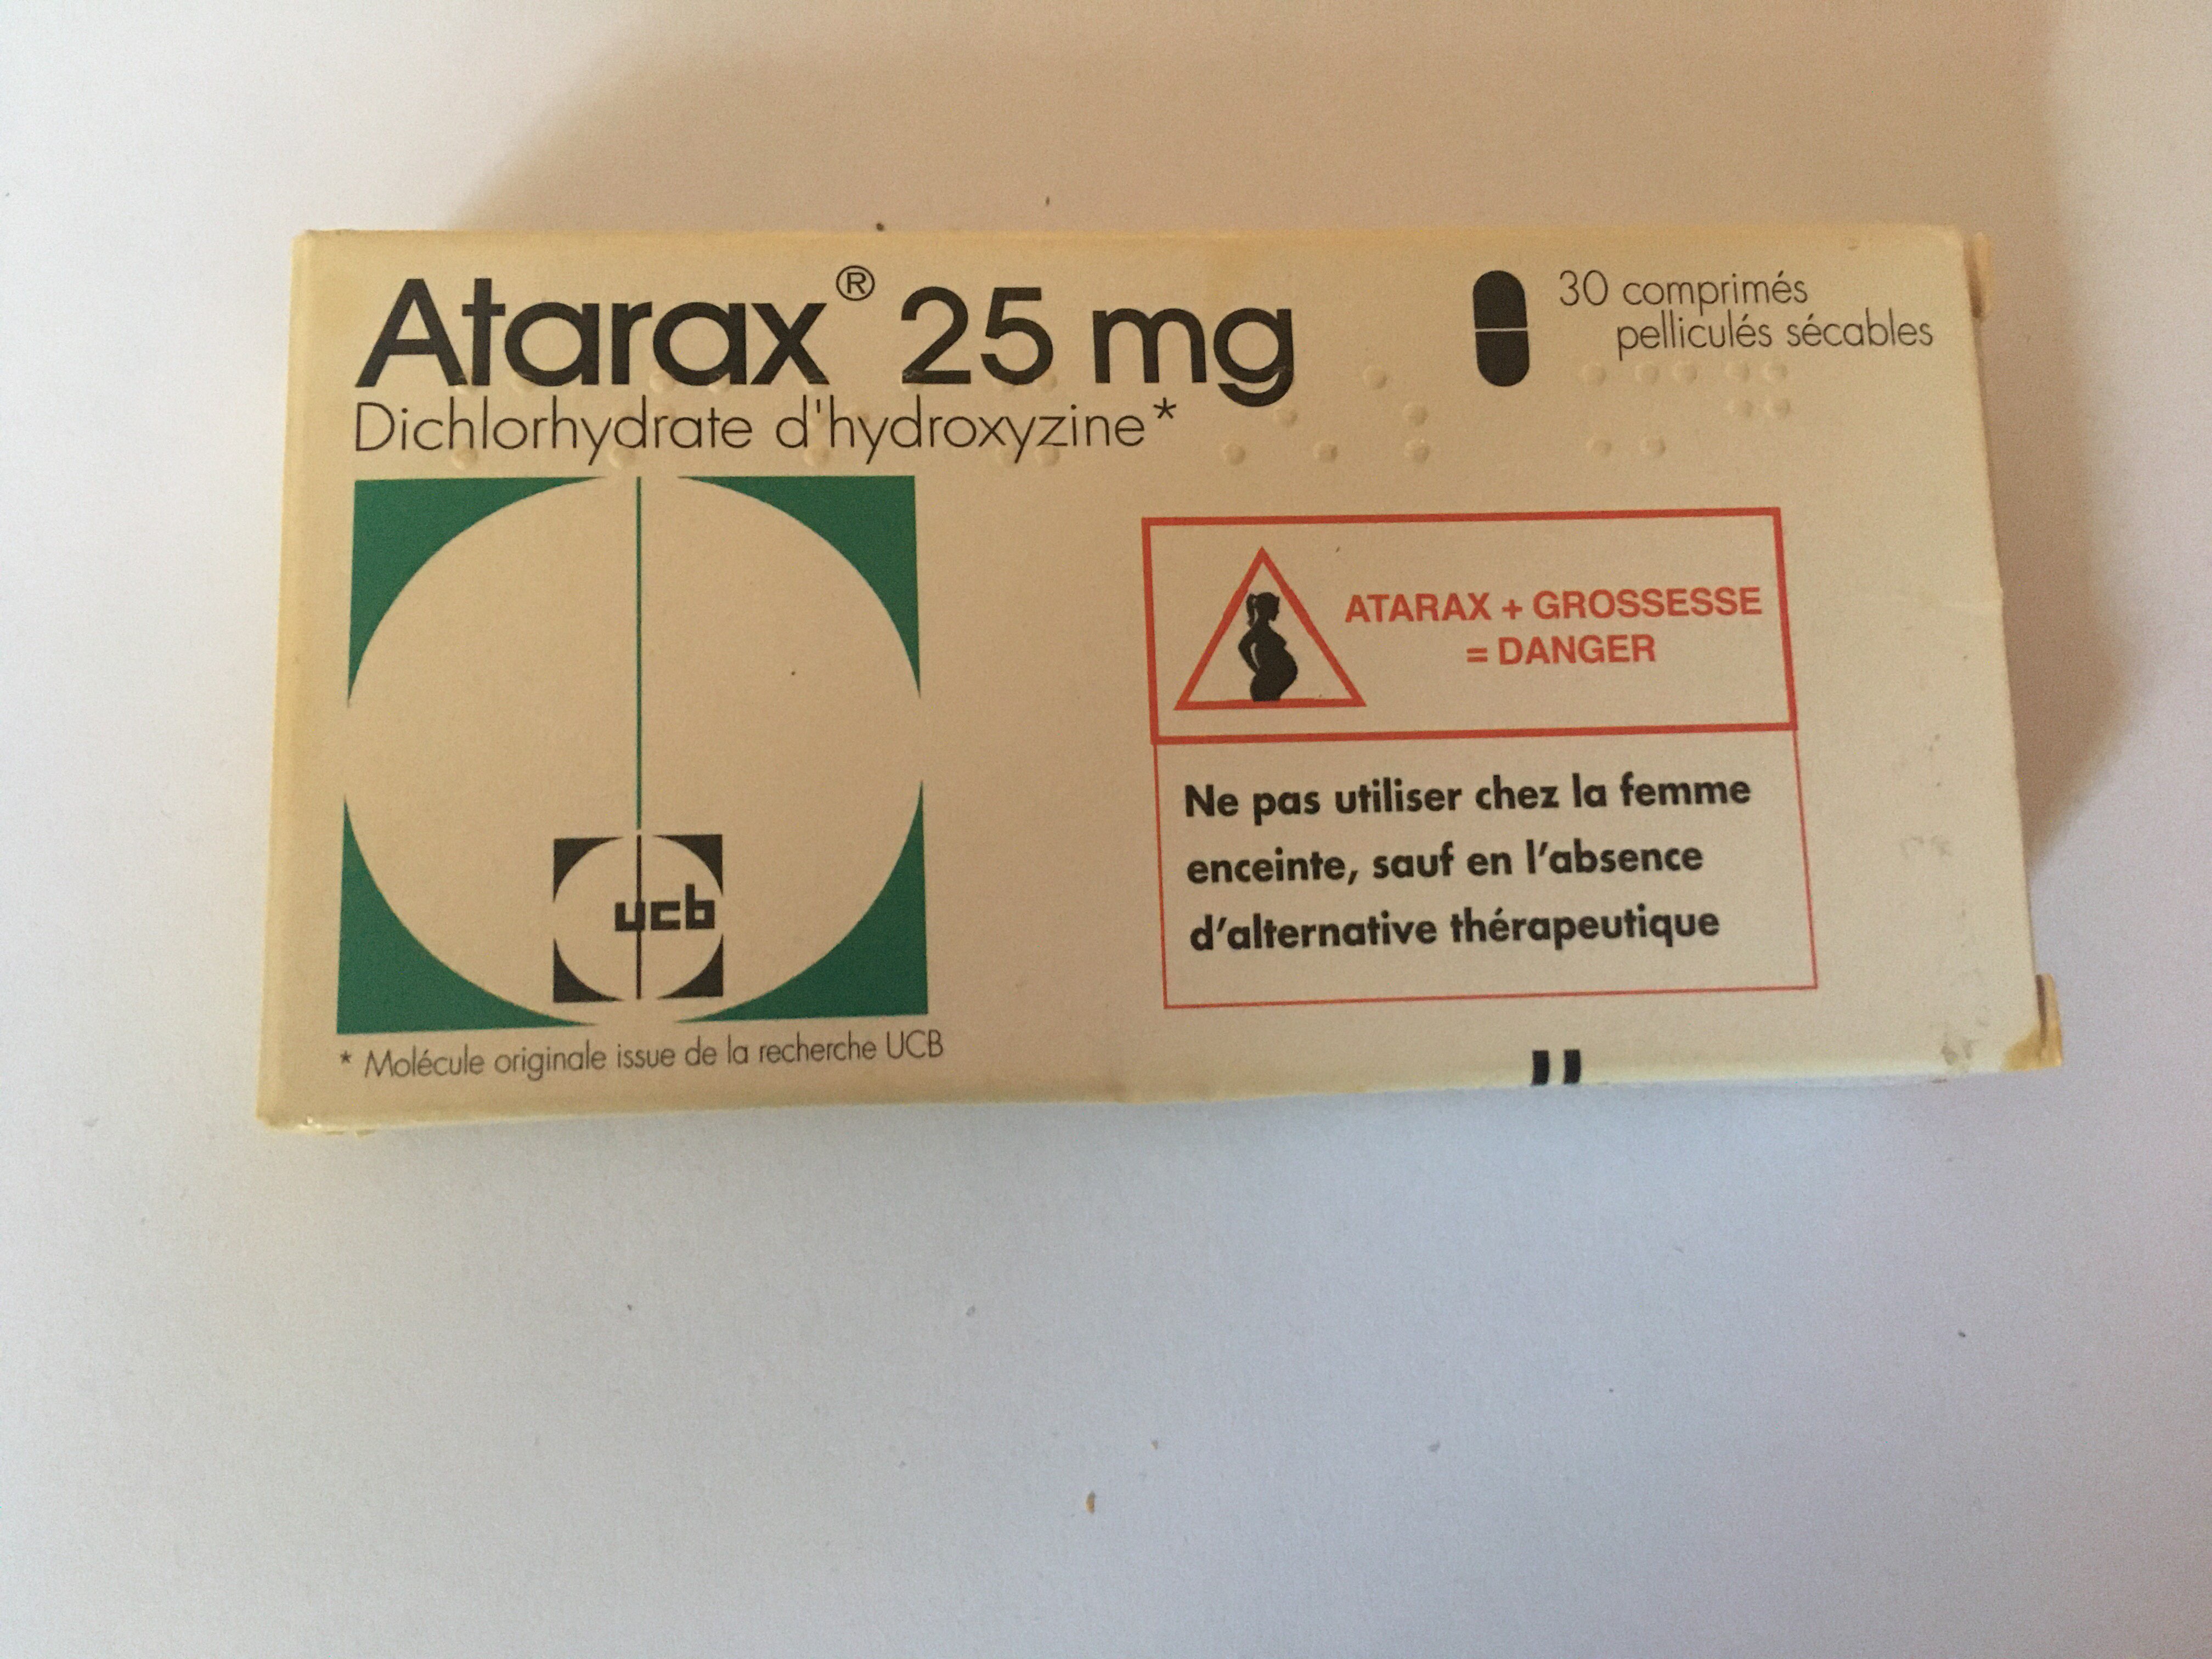 Atarax® 25 mg
Dichlorhydrate d'hydroxyzine*
30 comprimés
pelliculés sécables
ATARAX + GROSSESSE
= DANGER
Ne pas utiliser chez la femme
enceinte, sauf en l'absence
d'alternative thérapeutique
ucb
* Molécule originale issue de la recherche UCB